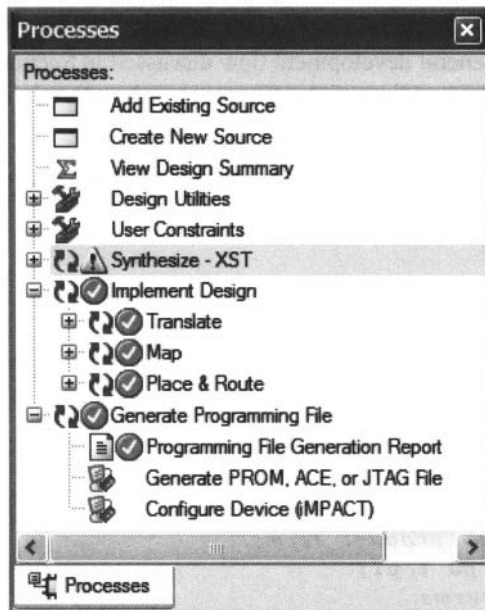 Processes
Processes:
Add Existing Source
Create New Source
View Design Summary
Design Utilities
User Constraints
Synthesize - XST
Implement Design
Translate
Map
Place & Route
Generate Programming File
Programming File Generation Report
Generate PROM, ACE, or JTAG File
Configure Device (iMPACT)
Processes